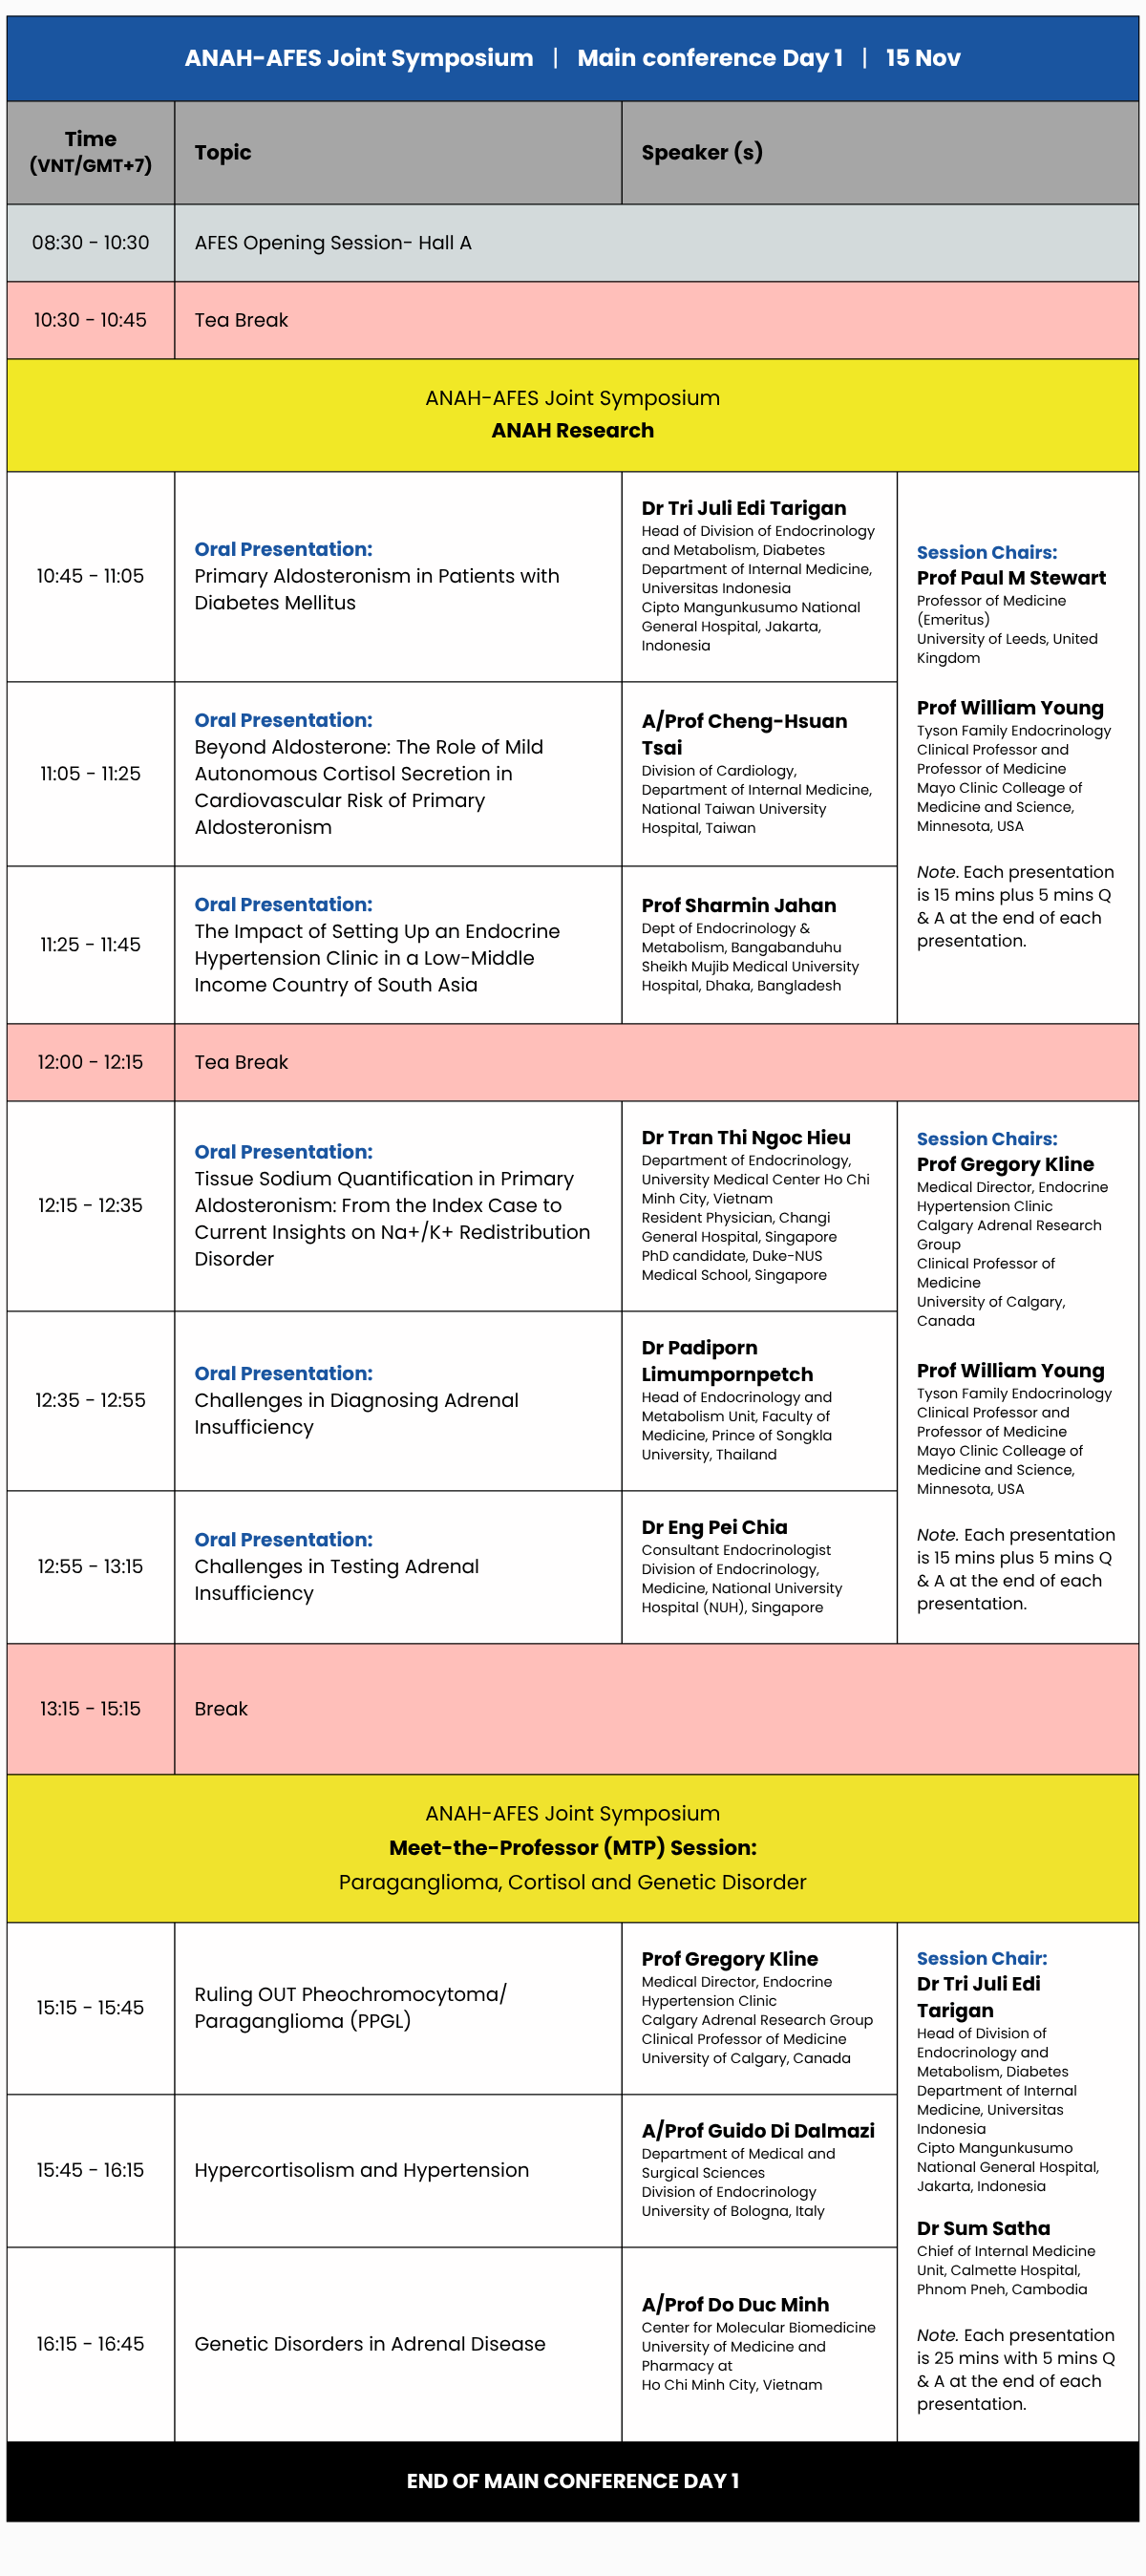 ANAH-AFES Joint Symposium | Main conference Day 1 | 15 Nov
Time
(VNT/GMT+7)
Topic
Speaker (s)
08:30 - 10:30
AFES Opening Session- Hall A
10:30 - 10:45
Tea Break
ANAH-AFES Joint Symposium
ANAH Research
10:45 - 11:05
Oral Presentation:
Primary Aldosteronism in Patients with
Diabetes Mellitus
Dr Tri Juli Edi Tarigan
Head of Division of Endocrinology
and Metabolism, Diabetes
Department of Internal Medicine,
Universitas Indonesia
Cipto Mangunkusumo National
General Hospital, Jakarta,
Indonesia
Session Chairs:
Prof Paul M Stewart
Professor of Medicine
(Emeritus)
University of Leeds, United
Kingdom
Prof William Young
Tyson Family Endocrinology
Clinical Professor and
Professor of Medicine
Mayo Clinic Colleage of
Medicine and Science,
Minnesota, USA
Note. Each presentation
is 15 mins plus 5 mins Q
& A at the end of each
presentation.
11:05 - 11:25
Oral Presentation:
Beyond Aldosterone: The Role of Mild
Autonomous Cortisol Secretion in
Cardiovascular Risk of Primary
Aldosteronism
A/Prof Cheng-Hsuan
Tsai
Division of Cardiology,
Department of Internal Medicine,
National Taiwan University
Hospital, Taiwan
11:25 - 11:45
Oral Presentation:
The Impact of Setting Up an Endocrine
Hypertension Clinic in a Low-Middle
Income Country of South Asia
Prof Sharmin Jahan
Dept of Endocrinology &
Metabolism, Bangabanduhu
Sheikh Mujib Medical University
Hospital, Dhaka, Bangladesh
12:00 - 12:15
Tea Break
12:15 - 12:35
Oral Presentation:
Tissue Sodium Quantification in Primary
Aldosteronism: From the Index Case to
Current Insights on Na+/K+ Redistribution
Disorder
Dr Tran Thi Ngoc Hieu
Department of Endocrinology,
University Medical Center Ho Chi
Minh City, Vietnam
Resident Physician, Changi
General Hospital, Singapore
PhD candidate, Duke-NUS
Medical School, Singapore
Session Chairs:
Prof Gregory Kline
Medical Director, Endocrine
Hypertension Clinic
Calgary Adrenal Research
Group
Clinical Professor of
Medicine
University of Calgary,
Canada
Prof William Young
Tyson Family Endocrinology
Clinical Professor and
Professor of Medicine
Mayo Clinic Colleage of
Medicine and Science,
Minnesota, USA
Note. Each presentation
is 15 mins plus 5 mins Q
& A at the end of each
presentation.
12:35 - 12:55
Oral Presentation:
Challenges in Diagnosing Adrenal
Insufficiency
Dr Padiporn
Limumpornpetch
Head of Endocrinology and
Metabolism Unit, Faculty of
Medicine, Prince of Songkla
University, Thailand
12:55 - 13:15
Oral Presentation:
Challenges in Testing Adrenal
Insufficiency
Dr Eng Pei Chia
Consultant Endocrinologist
Division of Endocrinology,
Medicine, National University
Hospital (NUH), Singapore
13:15 - 15:15
Break
ANAH-AFES Joint Symposium
Meet-the-Professor (MTP) Session:
Paraganglioma, Cortisol and Genetic Disorder
15:15 - 15:45
Ruling OUT Pheochromocytoma/
Paraganglioma (PPGL)
Prof Gregory Kline
Medical Director, Endocrine
Hypertension Clinic
Calgary Adrenal Research Group
Clinical Professor of Medicine
University of Calgary, Canada
Session Chair:
Dr Tri Juli Edi
Tarigan
Head of Division of
Endocrinology and
Metabolism, Diabetes
Department of Internal
Medicine, Universitas
Indonesia
Cipto Mangunkusumo
National General Hospital,
Jakarta, Indonesia
Dr Sum Satha
Chief of Internal Medicine
Unit, Calmette Hospital,
Phnom Pneh, Cambodia
Note. Each presentation
is 25 mins with 5 mins Q
& A at the end of each
presentation.
15:45 - 16:15
Hypercortisolism and Hypertension
A/Prof Guido Di Dalmazi
Department of Medical and
Surgical Sciences
Division of Endocrinology
University of Bologna, Italy
16:15 - 16:45
Genetic Disorders in Adrenal Disease
A/Prof Do Duc Minh
Center for Molecular Biomedicine
University of Medicine and
Pharmacy at
Ho Chi Minh City, Vietnam
END OF MAIN CONFERENCE DAY 1